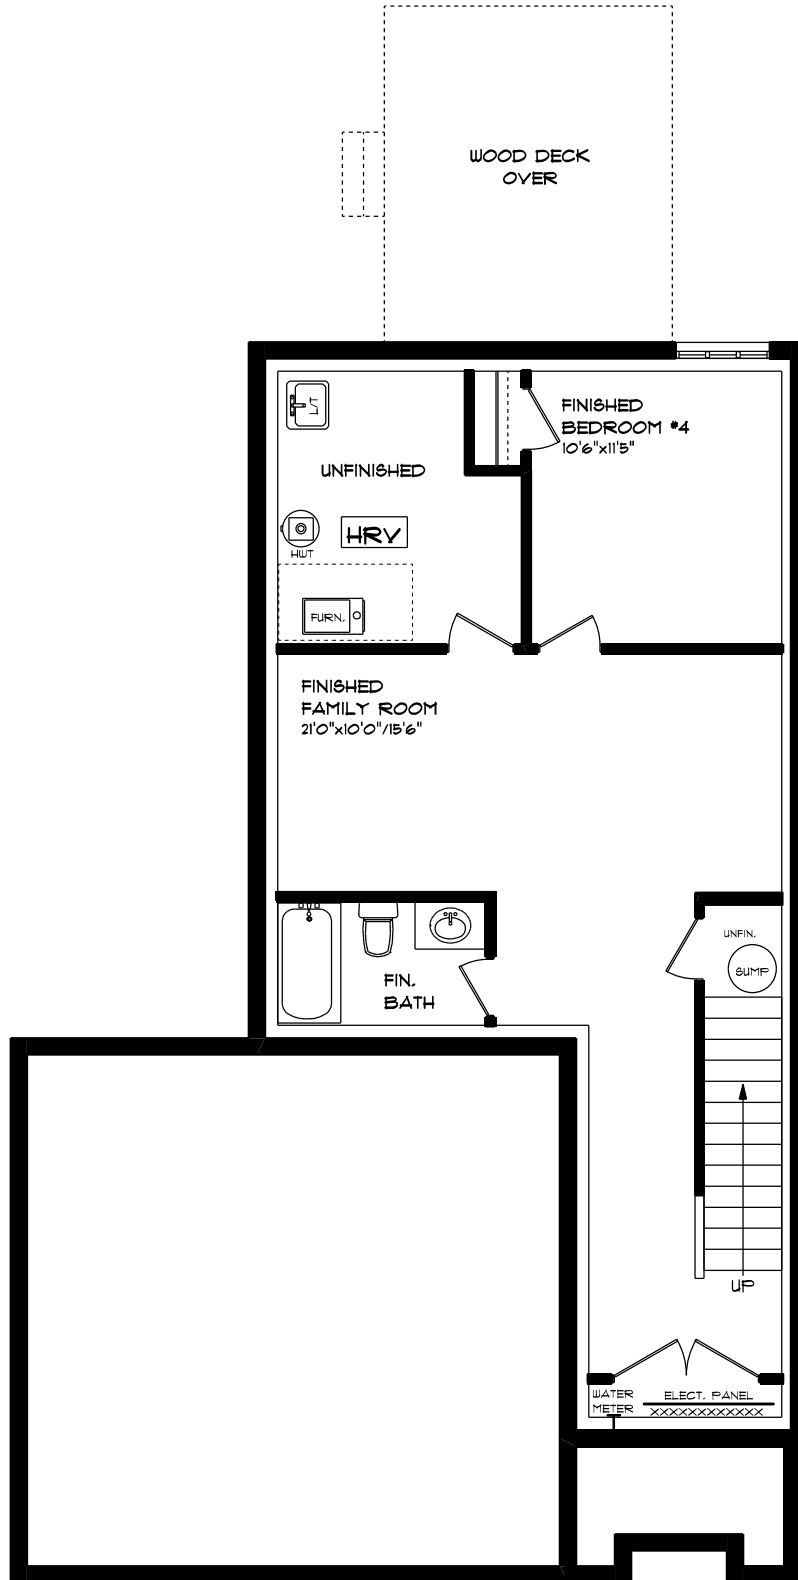 WOOD DECK
OVER
L/T
FINISHED
BEDROOM #4
10'6"x11'5"
UNFINISHED
HRV
HWT
FURN.
FINISHED
FAMILY ROOM
21'0"x10'0"/15'6"
UNFIN.
SUMP
FIN.
BATH
UP
WATER
METER
ELECT. PANEL
XXXXXXXXXXXX